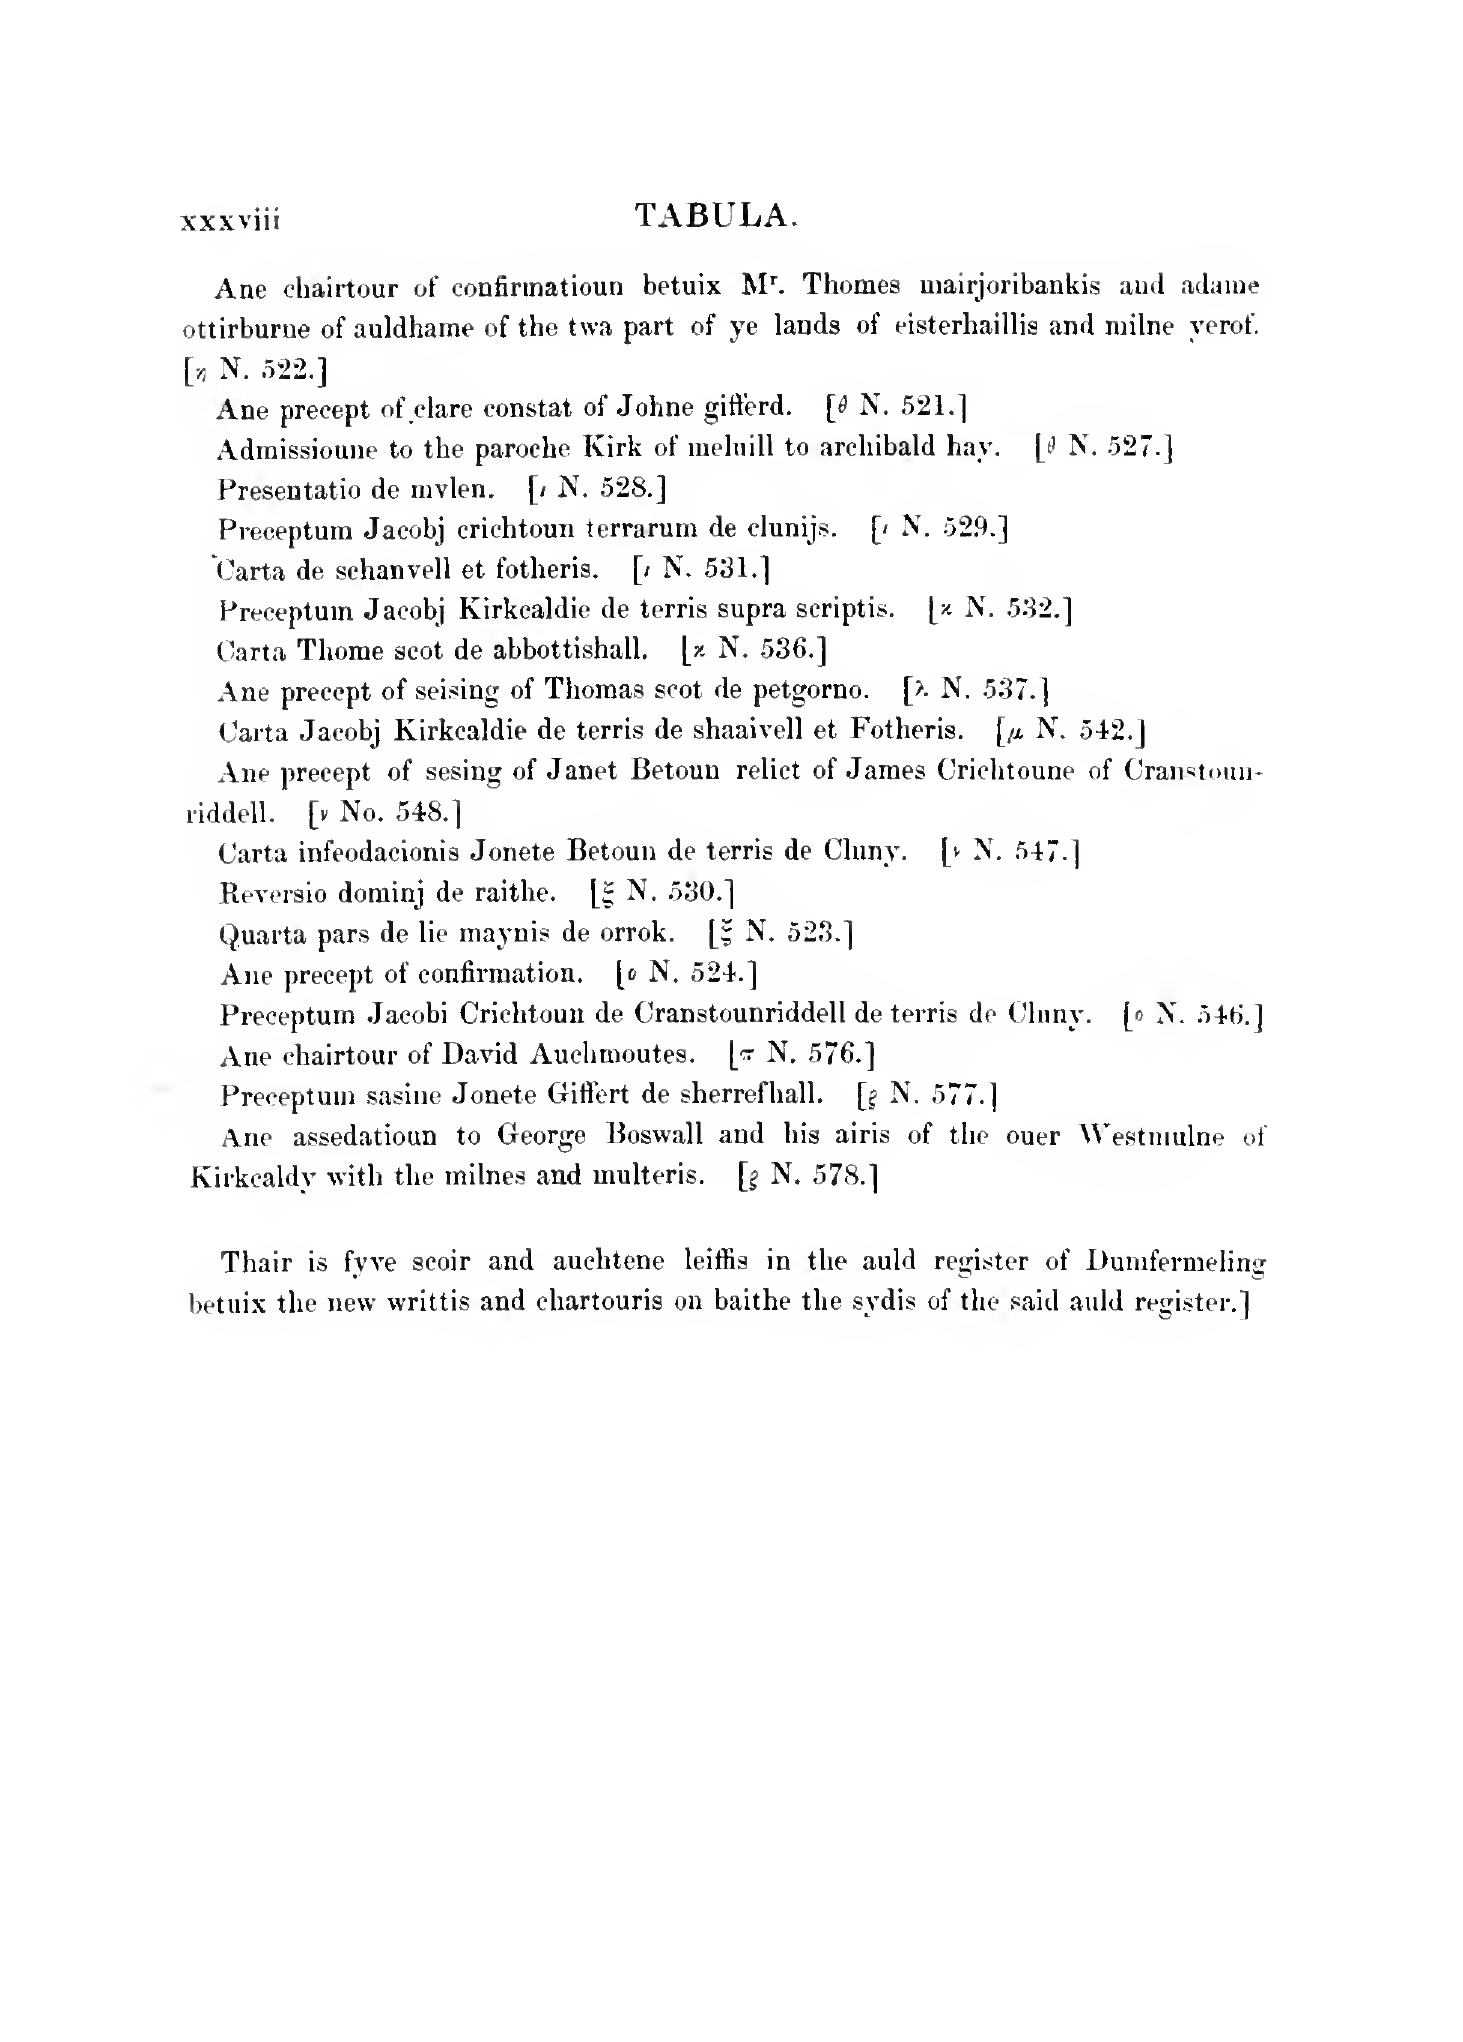 xxxviii TABULA.
Ane chairtour of confirmatioun betuix Mʳ. Thomes mairjoribankis and adame
ottirburne of auldhame of the twa part of ye lands of eisterhaillis and milne yerof.
[η N. 522.]
Ane precept of clare constat of Johne gifferd. [θ N. 521.]
Admissioune to the paroche Kirk of meluill to archibald hay. [θ N. 527.]
Presentatio de mvlen. [ι N. 528.]
Preceptum Jacobj crichtoun terrarum de clunijs. [ι N. 529.]
Carta de schanvell et fotheris. [ι N. 531.]
Preceptum Jacobj Kirkcaldie de terris supra scriptis. [κ N. 532.]
Carta Thome scot de abbottishall. [κ N. 536.]
Ane precept of seising of Thomas scot de petgorno. [λ N. 537.]
Carta Jacobj Kirkcaldie de terris de shaaivell et Fotheris. [μ N. 542.]
Ane precept of sesing of Janet Betoun relict of James Crichtoune of Cranstoun-
riddell. [ν No. 548.]
Carta infeodacionis Jonete Betoun de terris de Cluny. [ν N. 547.]
Reversio dominj de raithe. [ξ N. 530.]
Quarta pars de lie maynis de orrok. [ξ N. 523.]
Ane precept of confirmation. [ο N. 524.]
Preceptum Jacobi Crichtoun de Cranstounriddell de terris de Cluny. [ο N. 546.]
Ane chairtour of David Auchmoutes. [π N. 576.]
Preceptum sasine Jonete Giffert de sherrefhall. [ξ N. 577.]
Ane assedatioun to George Boswall and his airis of the ouer Westmulne of
Kirkcaldy with the milnes and multeris. [ξ N. 578.]
Thair is fyve scoir and auchtene leiffis in the auld register of Dumfermeling
betuix the new writtis and chartouris on baithe the sydis of the said auld register.]